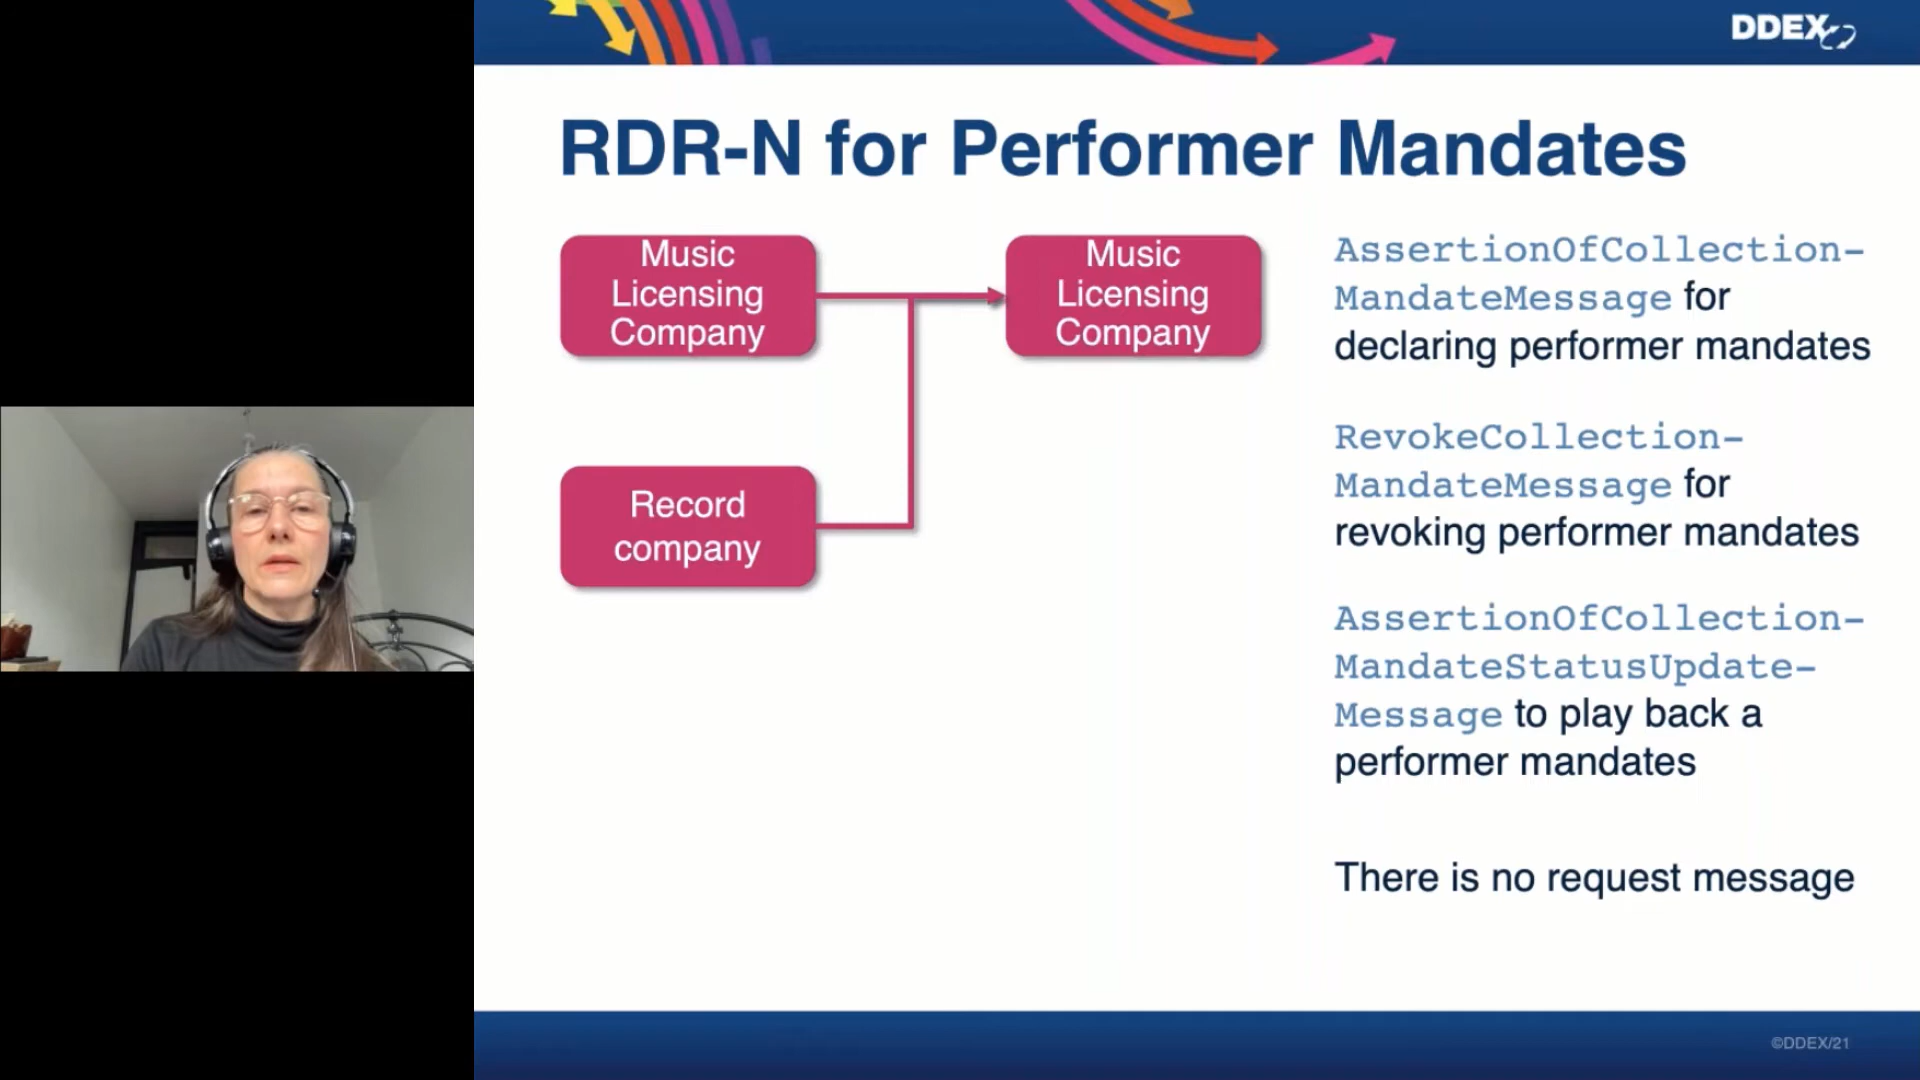 DDEX
RDR-N for Performer Mandates
Music
Licensing
Company
Music
Licensing
Company
Record
company
AssertionOfCollection-
MandateMessage for
declaring performer mandates
RevokeCollection-
MandateMessage for
revoking performer mandates
AssertionOfCollection-
MandateStatusUpdate-
Message to play back a
performer mandates
There is no request message
©DDEX/21